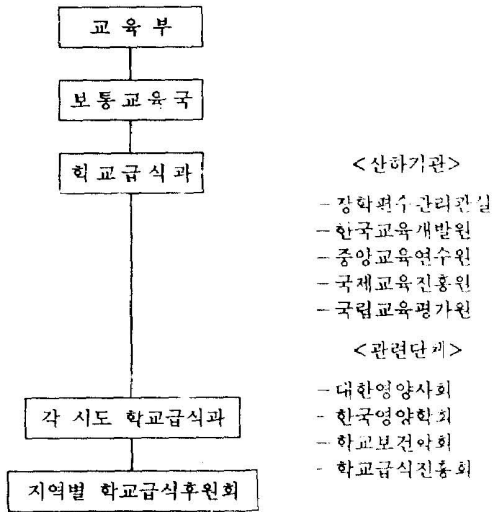 교 육 부
보 통 교 육 국
학 교 급 식 과
<산하기관>
- 장학편수관리관실
- 한국교육개발원
- 중앙교육연수원
- 국제교육진흥원
- 국립교육평가원
<관련단체>
- 대한영양사회
- 한국영양학회
- 학교보건학회
- 학교급식진흥회
각 시도 학교급식과
지역별 학교급식후원회